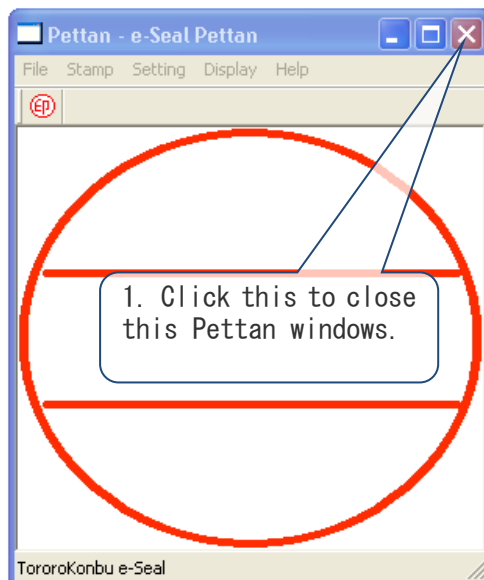 Pettan - e-Seal Pettan
File Stamp Setting Display Help
EP
1. Click this to close
this Pettan windows.
TororoKonbu e-Seal